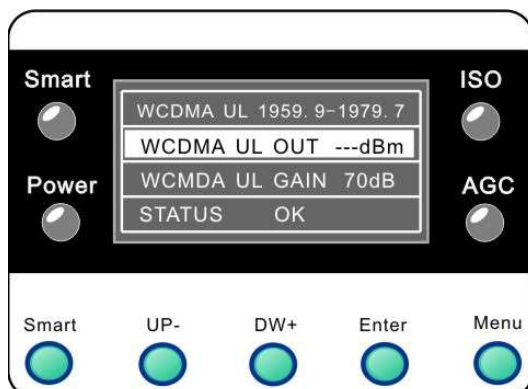 Smart
ISO
WCDMA UL 1959. 9-1979. 7
WCDMA UL OUT ---dBm
Power
WCMDA UL GAIN 70dB
AGC
STATUS OK
Smart UP- DW+ Enter Menu